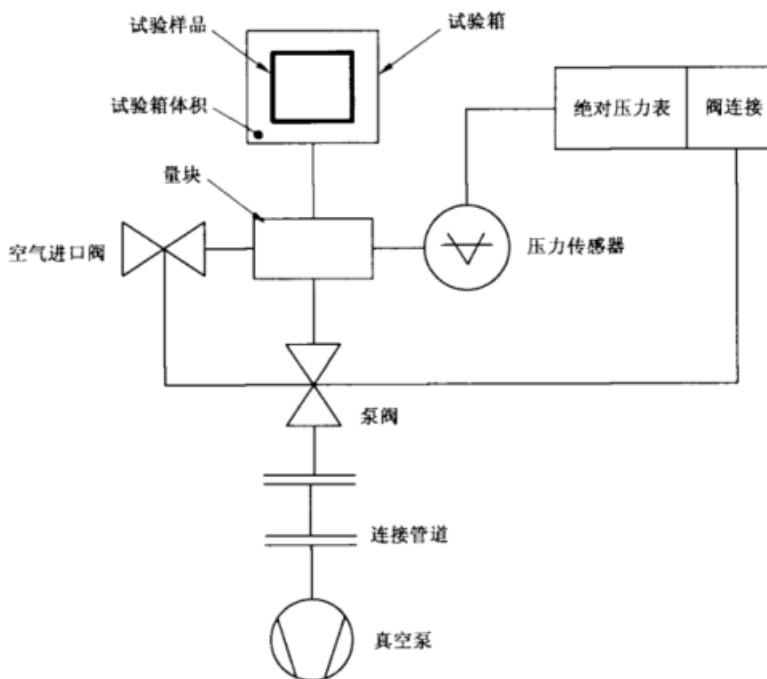 试验样品
试验箱
试验箱体积
绝对压力表
阀连接
量块
空气进口阀
压力传感器
泵阀
连接管道
真空泵